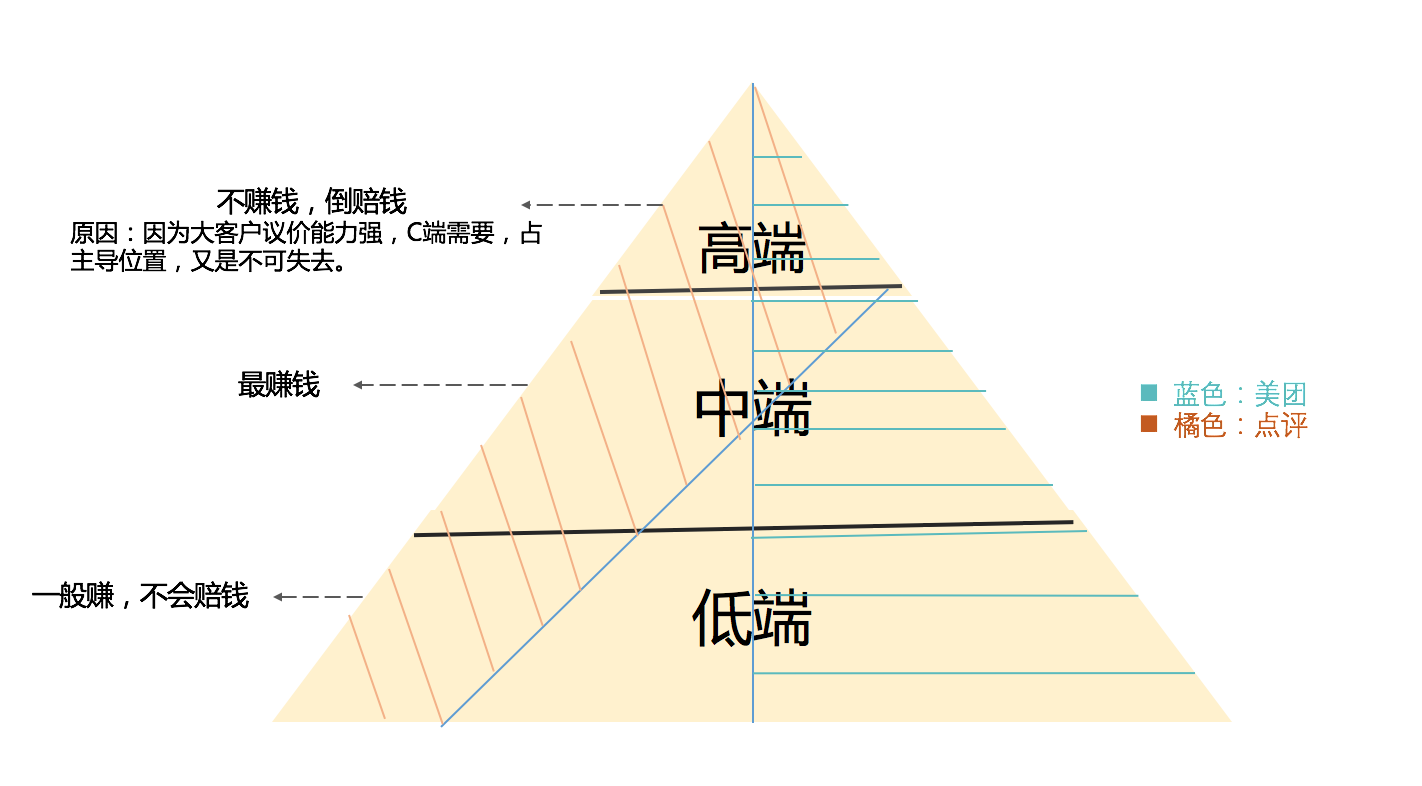 不赚钱，倒赔钱
原因：因为大客户议价能力强，C端需要，占
主导位置，又是不可失去。
高端
最赚钱
中端
蓝色：美团
橘色：点评
一般赚，不会赔钱
低端